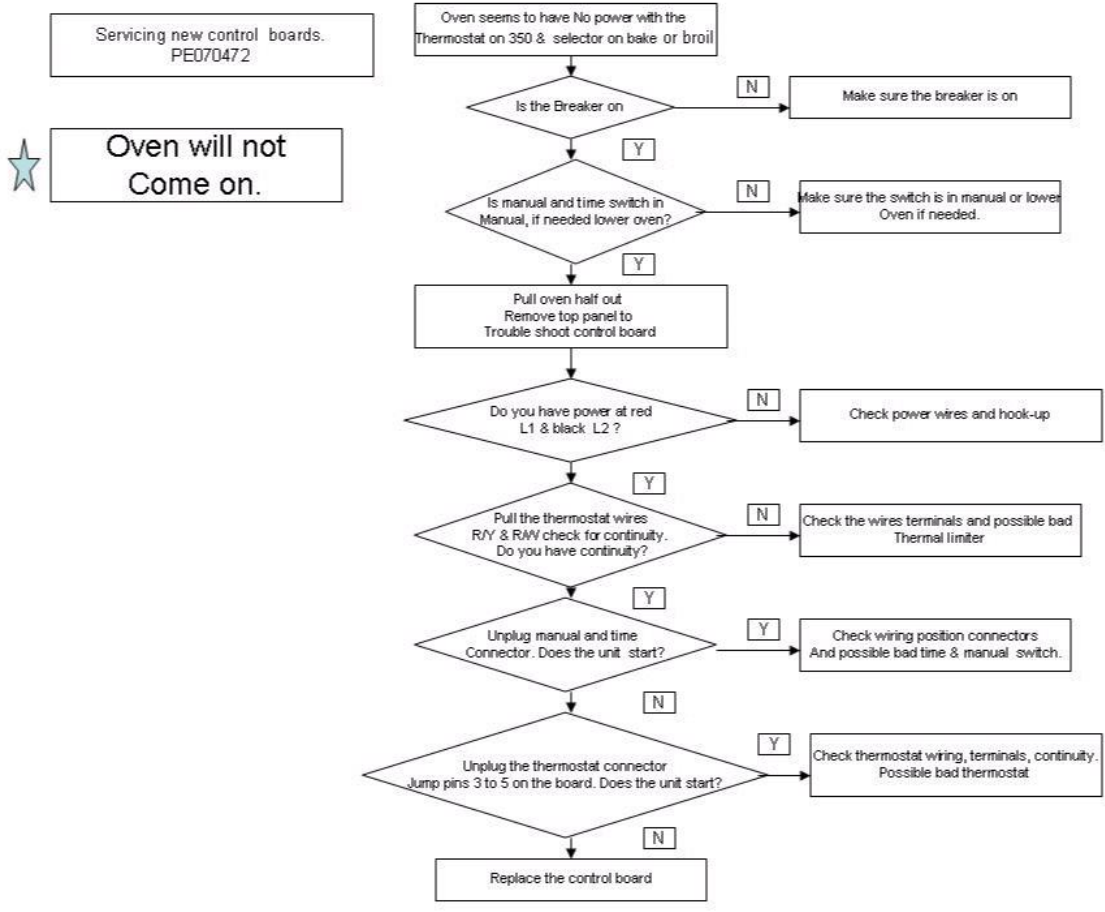 Servicing new control boards.
PE070472
Oven will not
Come on.
Oven seems to have No power with the
Thermostat on 350 & selector on bake or broil
Is the Breaker on
N
Make sure the breaker is on
Y
Is manual and time switch in
Manual, if needed lower oven?
N
Make sure the switch is in manual or lower
Oven if needed.
Y
Pull oven half out
Remove top panel to
Trouble shoot control board
Do you have power at red
L1 & black L2 ?
N
Check power wires and hook-up
Y
Pull the thermostat wires
R/Y & R/W check for continuity.
Do you have continuity?
N
Check the wires terminals and possible bad
Thermal limiter
Y
Unplug manual and time
Connector. Does the unit start?
Y
Check wiring position connectors
And possible bad time & manual switch.
N
Unplug the thermostat connector
Jump pins 3 to 5 on the board. Does the unit start?
Y
Check thermostat wiring, terminals, continuity.
Possible bad thermostat
N
Replace the control board